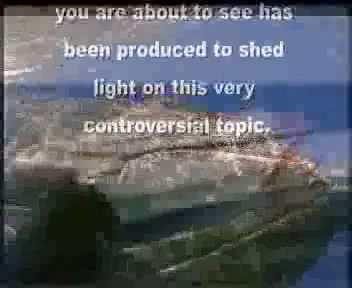 you are about to see has
been produced to shed
light on this very
controversial topic.